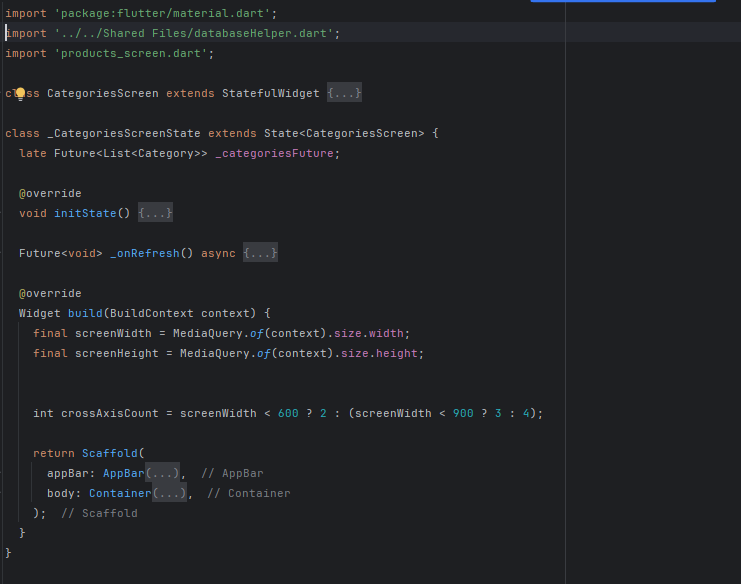 import 'package:flutter/material.dart';
import '../../Shared Files/databaseHelper.dart';
import 'products_screen.dart';
class CategoriesScreen extends StatefulWidget {...}
class _CategoriesScreenState extends State<CategoriesScreen> {
late Future<List<Category>> _categoriesFuture;
@override
void initState() {...}
Future<void> _onRefresh() async {...}
@override
Widget build(BuildContext context) {
final screenWidth = MediaQuery.of(context).size.width;
final screenHeight = MediaQuery.of(context).size.height;
int crossAxisCount = screenWidth < 600 ? 2 : (screenWidth < 900 ? 3 : 4);
return Scaffold(
appBar: AppBar(...), // AppBar
body: Container(...), // Container
); // Scaffold
}
}